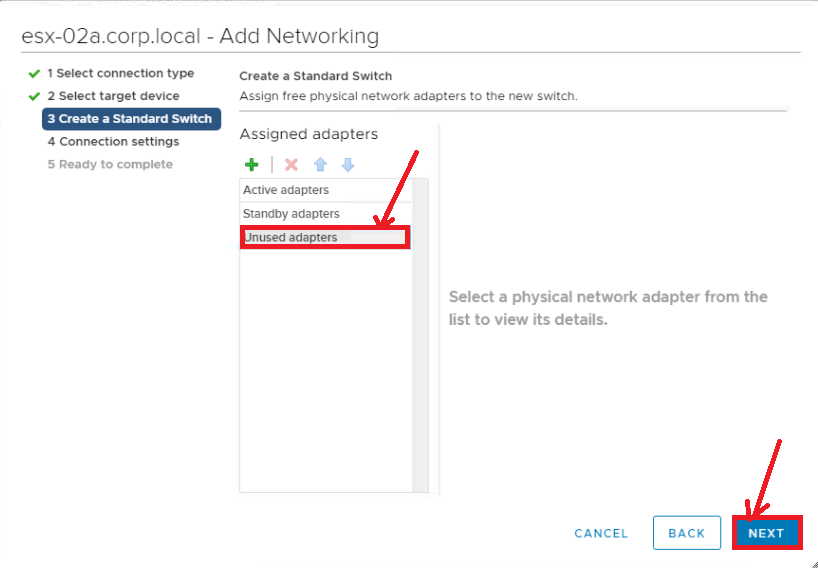 esx-02a.corp.local - Add Networking
1 Select connection type
2 Select target device
3 Create a Standard Switch
4 Connection settings
5 Ready to complete
Create a Standard Switch
Assign free physical network adapters to the new switch.
Assigned adapters
Active adapters
Standby adapters
Unused adapters
Select a physical network adapter from the
list to view its details.
CANCEL
BACK
NEXT